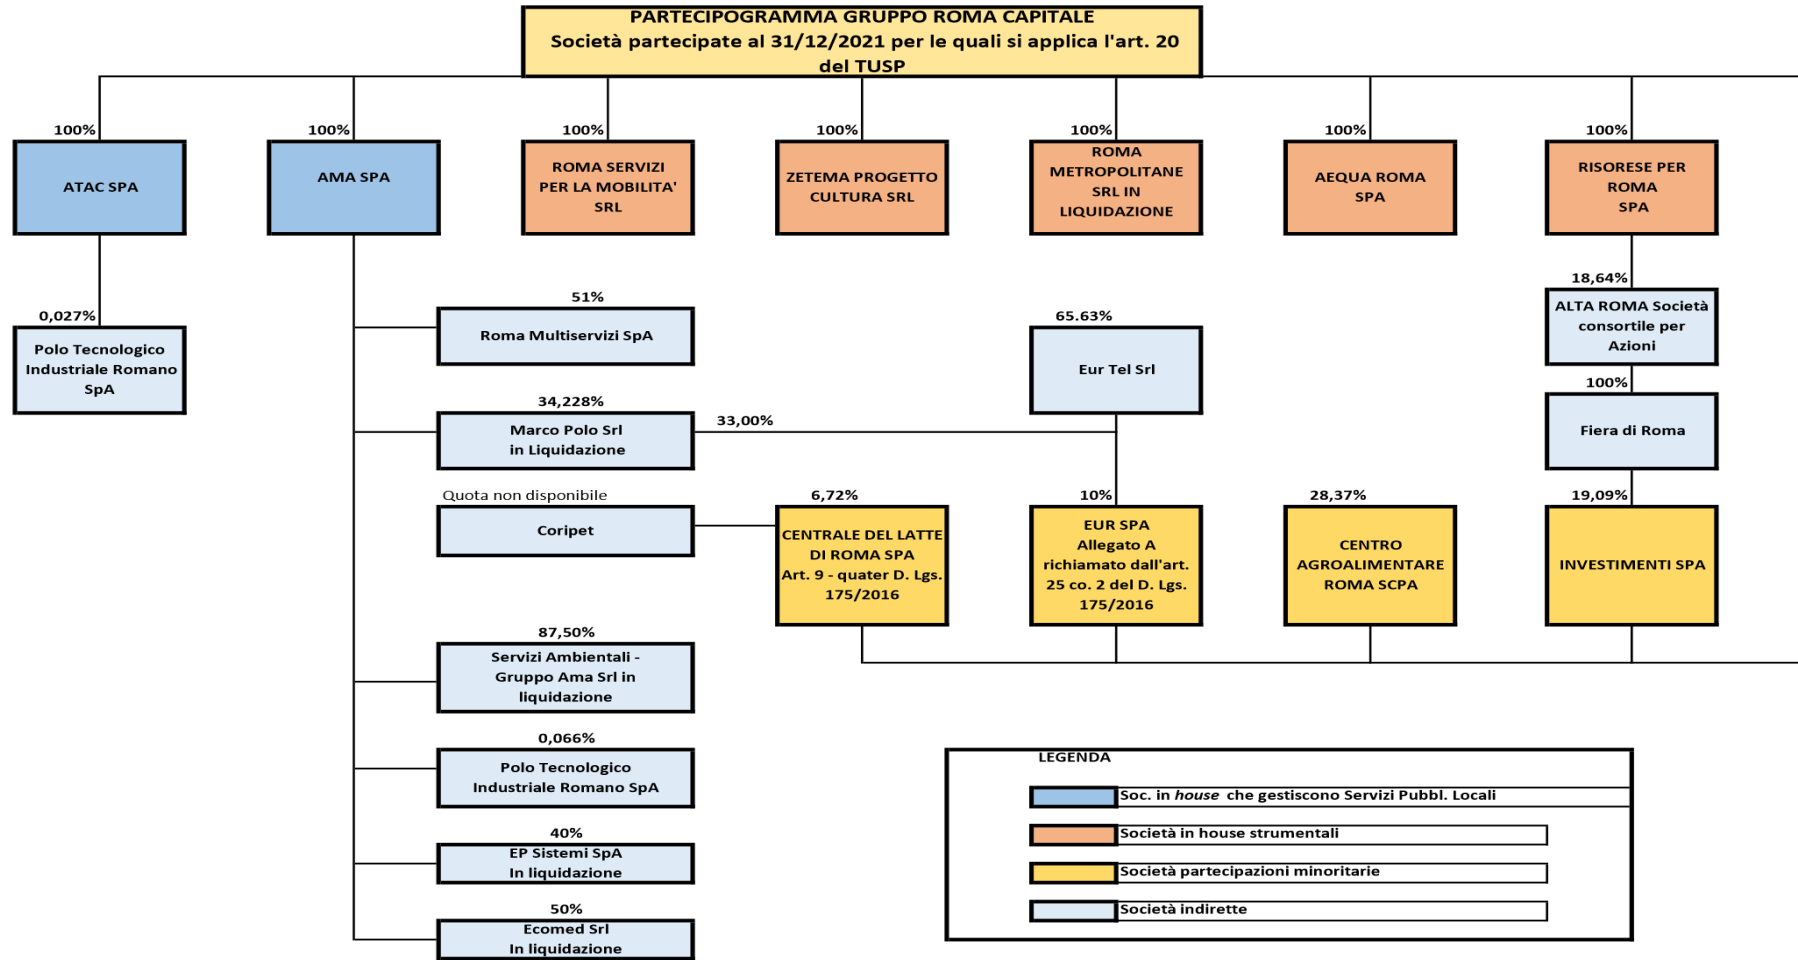 PARTECIPOGRAMMA GRUPPO ROMA CAPITALE
Società partecipate al 31/12/2021 per le quali si applica l'art. 20
del TUSP
100%
100%
100%
100%
100%
100%
100%
ATAC SPA
AMA SPA
ROMA SERVIZI
PER LA MOBILITA'
SRL
ZETEMA PROGETTO
CULTURA SRL
ROMA
METROPOLITANE
SRL IN
LIQUIDAZIONE
AEQUA ROMA
SPA
RISORESE PER
ROMA
SPA
0,027%
Polo Tecnologico
Industriale Romano
SpA
51%
Roma Multiservizi SpA
65.63%
Eur Tel Srl
18,64%
ALTA ROMA Società
consortile per
Azioni
100%
Fiera di Roma
34,228%
Marco Polo Srl
in Liquidazione
33,00%
Quota non disponibile
Coripet
6,72%
CENTRALE DEL LATTE
DI ROMA SPA
Art. 9 - quater D. Lgs.
175/2016
10%
EUR SPA
Allegato A
richiamato dall'art.
25 co. 2 del D. Lgs.
175/2016
28,37%
CENTRO
AGROALIMENTARE
ROMA SCPA
19,09%
INVESTIMENTI SPA
87,50%
Servizi Ambientali -
Gruppo Ama Srl in
liquidazione
0,066%
Polo Tecnologico
Industriale Romano SpA
40%
EP Sistemi SpA
In liquidazione
50%
Ecomed Srl
In liquidazione
LEGENDA
Soc. in house che gestiscono Servizi Pubbl. Locali
Società in house strumentali
Società partecipazioni minoritarie
Società indirette